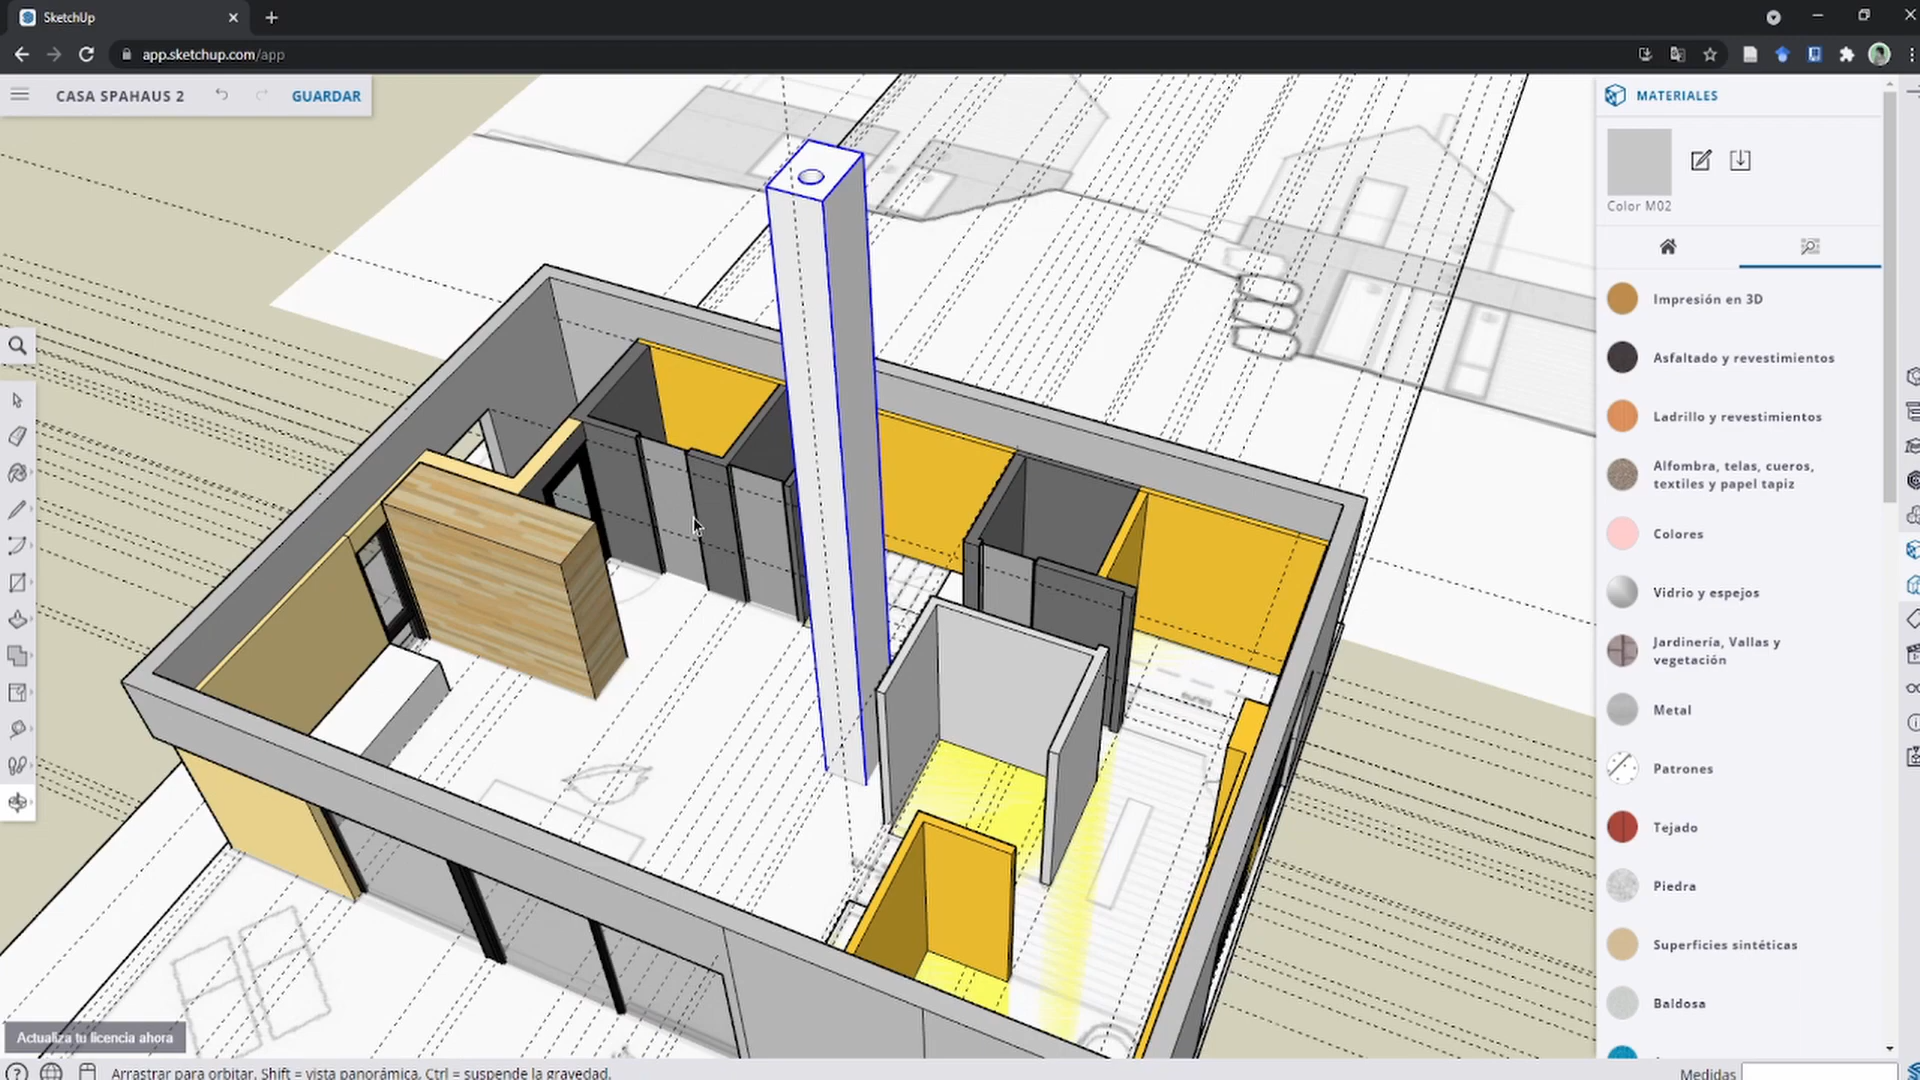 SketchUp
app.sketchup.com/app
CASA SPAHAUS 2
GUARDAR
MATERIALES
Color M02
Impresión en 3D
Asfaltado y revestimientos
Ladrillo y revestimientos
Alfombra, telas, cueros,
textiles y papel tapiz
Colores
Vidrio y espejos
Jardinería, Vallas y
vegetación
Metal
Patrones
Tejado
Piedra
Superficies sintéticas
Baldosa
Actualiza tu licencia ahora
Arrastrar para orbitar. Shift = vista panorámica. Ctrl = suspende la gravedad.
Medidas